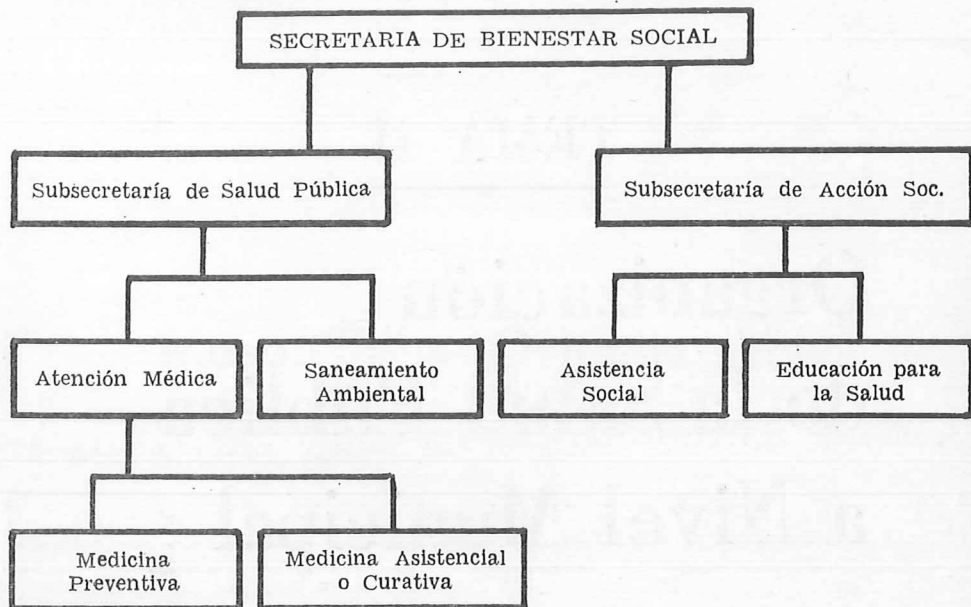 SECRETARIA DE BIENESTAR SOCIAL
Subsecretaría de Salud Pública
Subsecretaría de Acción Soc.
Atención Médica
Saneamiento
Ambiental
Asistencia
Social
Educación para
la Salud
Medicina
Preventiva
Medicina Asistencial
o Curativa